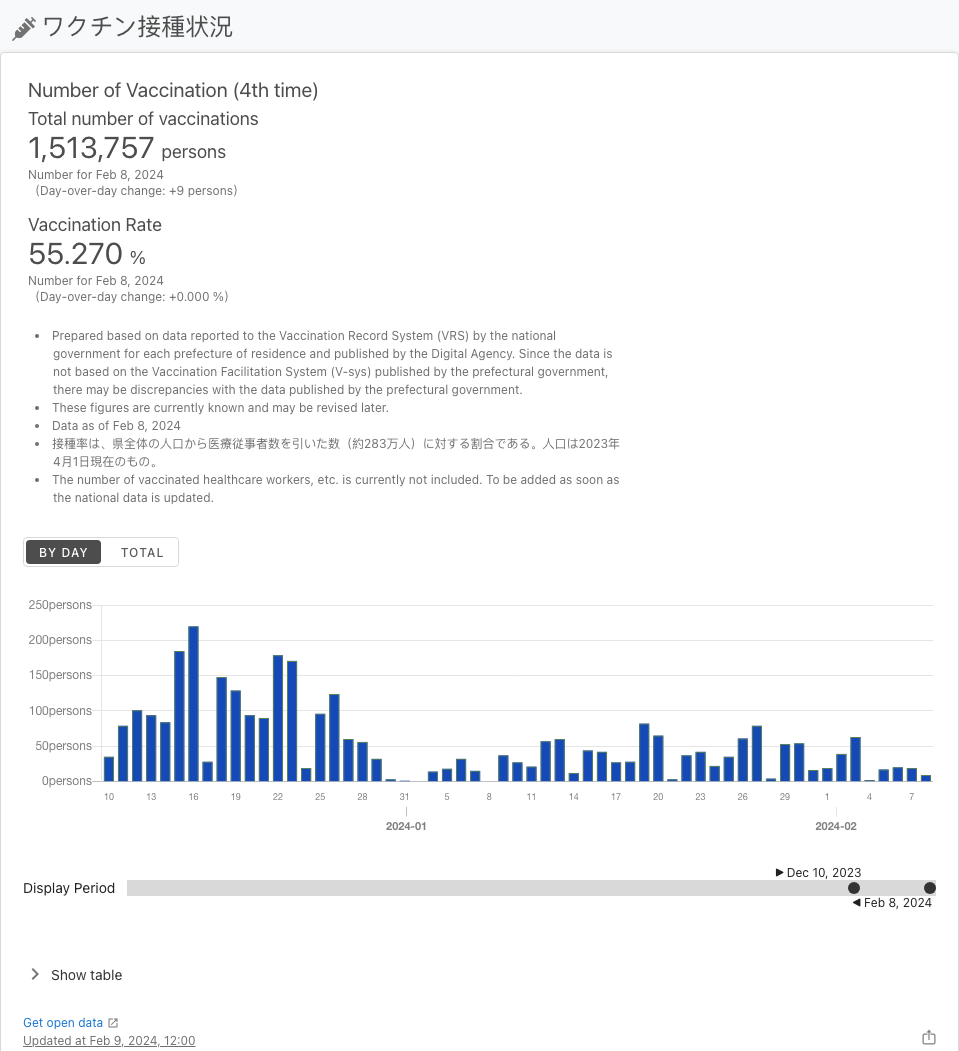 ワクチン接種状況
Number of Vaccination (4th time)
Total number of vaccinations
1,513,757 persons
Number for Feb 8, 2024
（Day-over-day change: +9 persons）
Vaccination Rate
55.270 %
Number for Feb 8, 2024
（Day-over-day change: +0.000 %）
• Prepared based on data reported to the Vaccination Record System (VRS) by the national
government for each prefecture of residence and published by the Digital Agency. Since the data is
not based on the Vaccination Facilitation System (V-sys) published by the prefectural government,
there may be discrepancies with the data published by the prefectural government.
• These figures are currently known and may be revised later.
• Data as of Feb 8, 2024
• 接種率は、県全体の人口から医療従事者数を引いた数（約283万人）に対する割合である。人口は2023年
4月1日現在のもの。
• The number of vaccinated healthcare workers, etc. is currently not included. To be added as soon as
the national data is updated.
BY DAY TOTAL
250persons
200persons
150persons
100persons
50persons
0persons
10 13 16 19 22 25 28 31 5 8 11 14 17 20 23 26 29 1 4 7
2024-01 2024-02
▶ Dec 10, 2023
Display Period
◀ Feb 8, 2024
Show table
Get open data
Updated at Feb 9, 2024, 12:00